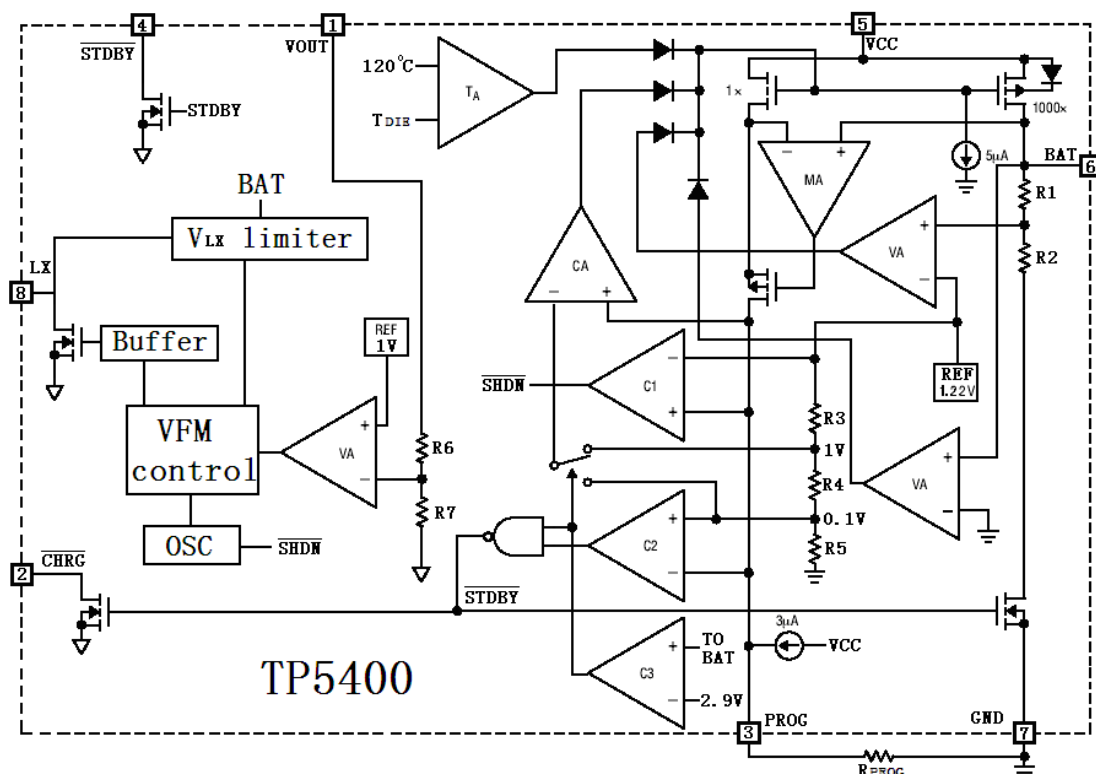 4
1
5
STDBY
VOUT
VCC
120°C
TA
TDIE
1×
1000×
STDBY
5μA
BAT
6
MA
R1
BAT
VLX limiter
VA
R2
CA
LX
8
Buffer
REF
1V
C1
SHDN
REF
1.22V
R3
1V
VFM
control
VA
R6
R4
VA
R7
0.1V
OSC
SHDN
C2
R5
CHRG
2
STDBY
3μA
VCC
TO
BAT
C3
2.9V
TP5400
PROG
3
GND
7
RPROG